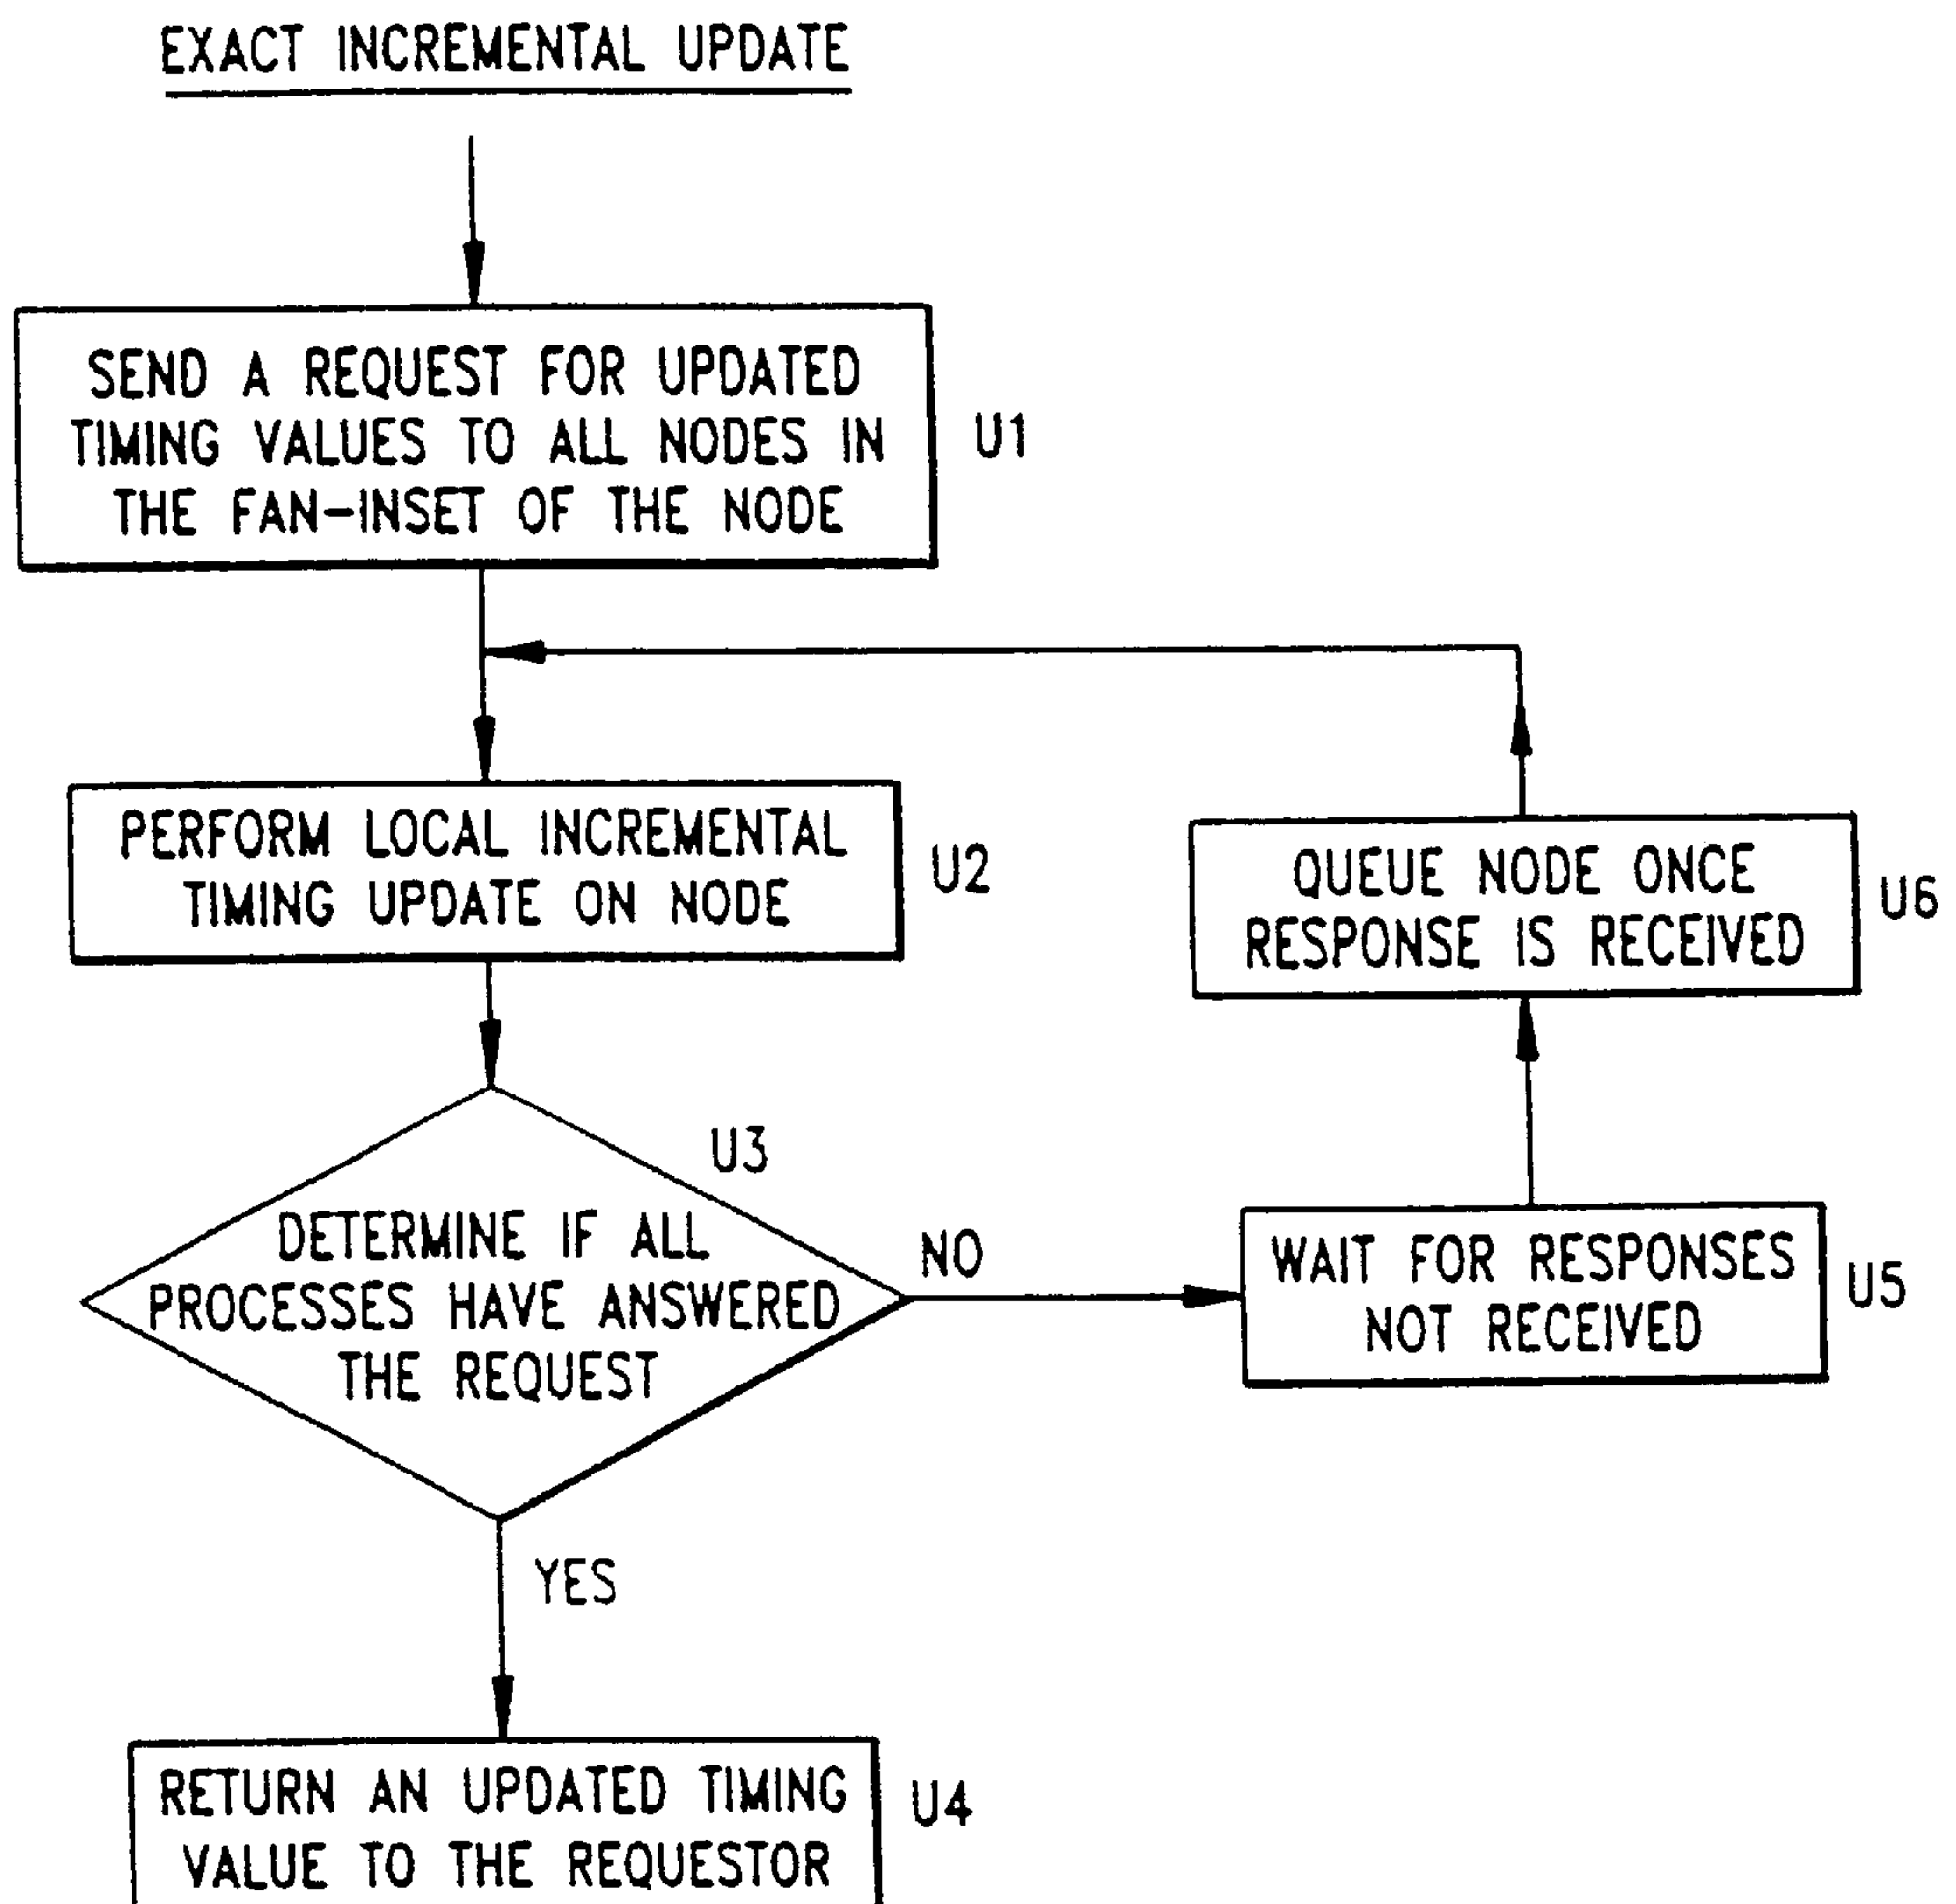 EXACT INCREMENTAL UPDATE
SEND A REQUEST FOR UPDATED
TIMING VALUES TO ALL NODES IN
THE FAN-INSET OF THE NODE
U1
PERFORM LOCAL INCREMENTAL
TIMING UPDATE ON NODE
U2
QUEUE NODE ONCE
RESPONSE IS RECEIVED
U6
U3
DETERMINE IF ALL
PROCESSES HAVE ANSWERED
THE REQUEST
NO
WAIT FOR RESPONSES
NOT RECEIVED
U5
YES
RETURN AN UPDATED TIMING
VALUE TO THE REQUESTOR
U4